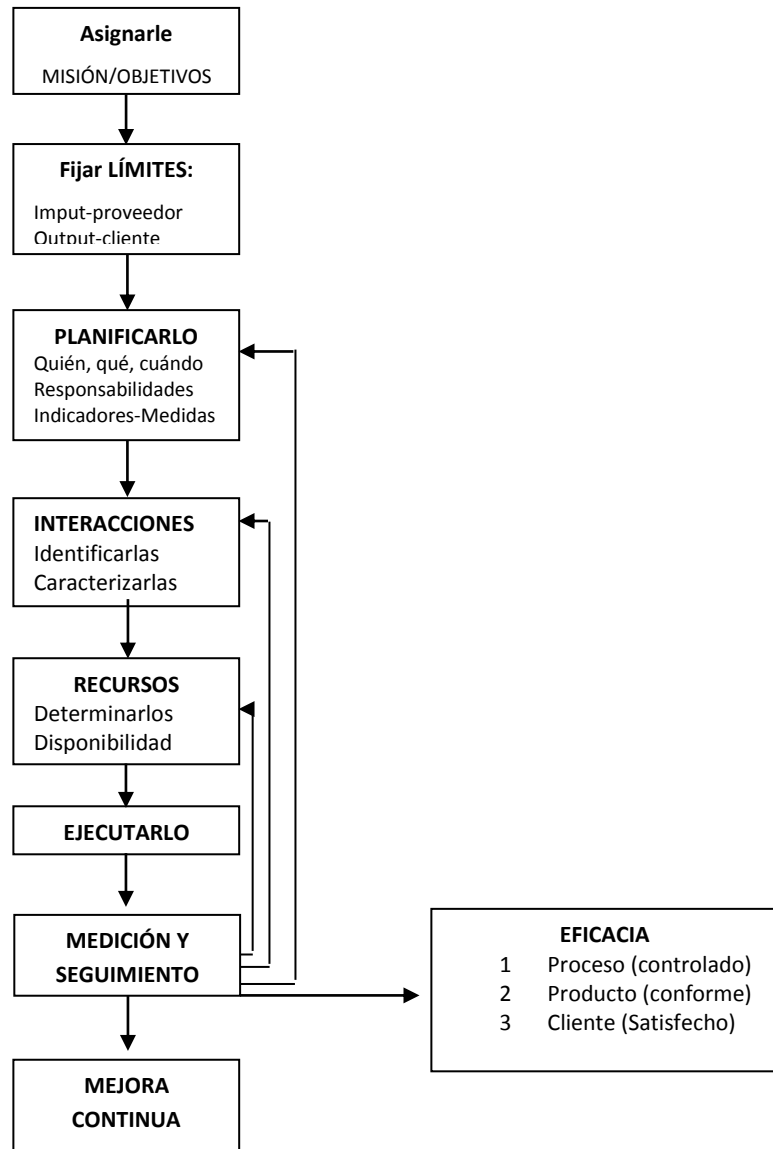 Asignarle
MISIÓN/OBJETIVOS
Fijar LÍMITES:
Imput-proveedor
Output-cliente
PLANIFICARLO
Quién, qué, cuándo
Responsabilidades
Indicadores-Medidas
INTERACCIONES
Identificarlas
Caracterizarlas
RECURSOS
Determinarlos
Disponibilidad
EJECUTARLO
MEDICIÓN Y
SEGUIMIENTO
EFICACIA
1 Proceso (controlado)
2 Producto (conforme)
3 Cliente (Satisfecho)
MEJORA
CONTINUA